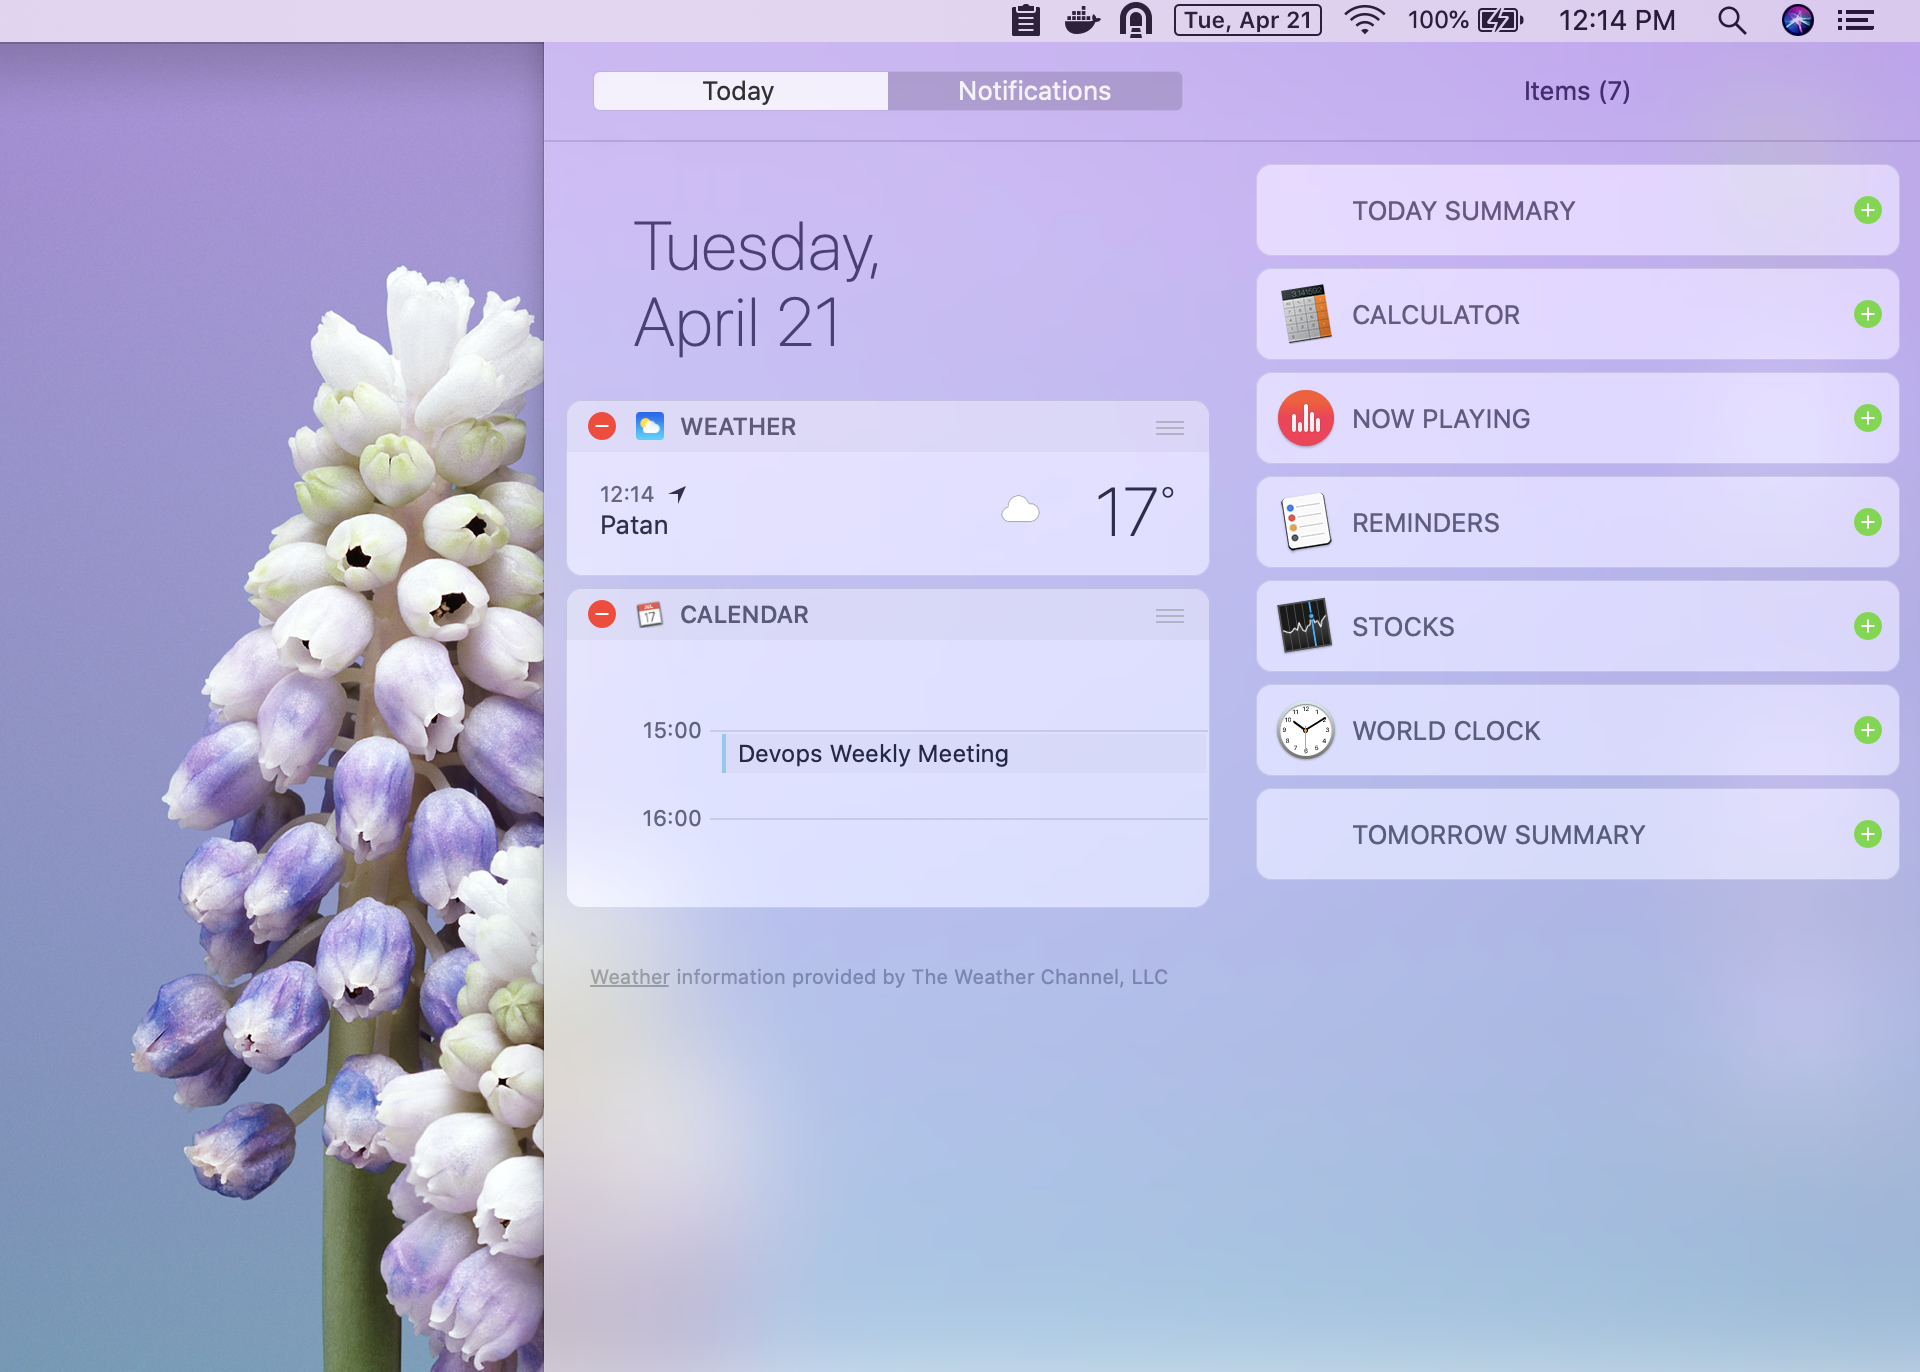 Tue, Apr 21
100%
12:14 PM
Today
Notifications
Items (7)
Tuesday,
April 21
WEATHER
12:14
Patan
17°
CALENDAR
15:00
Devops Weekly Meeting
16:00
Weather information provided by The Weather Channel, LLC
TODAY SUMMARY
CALCULATOR
NOW PLAYING
REMINDERS
STOCKS
WORLD CLOCK
TOMORROW SUMMARY